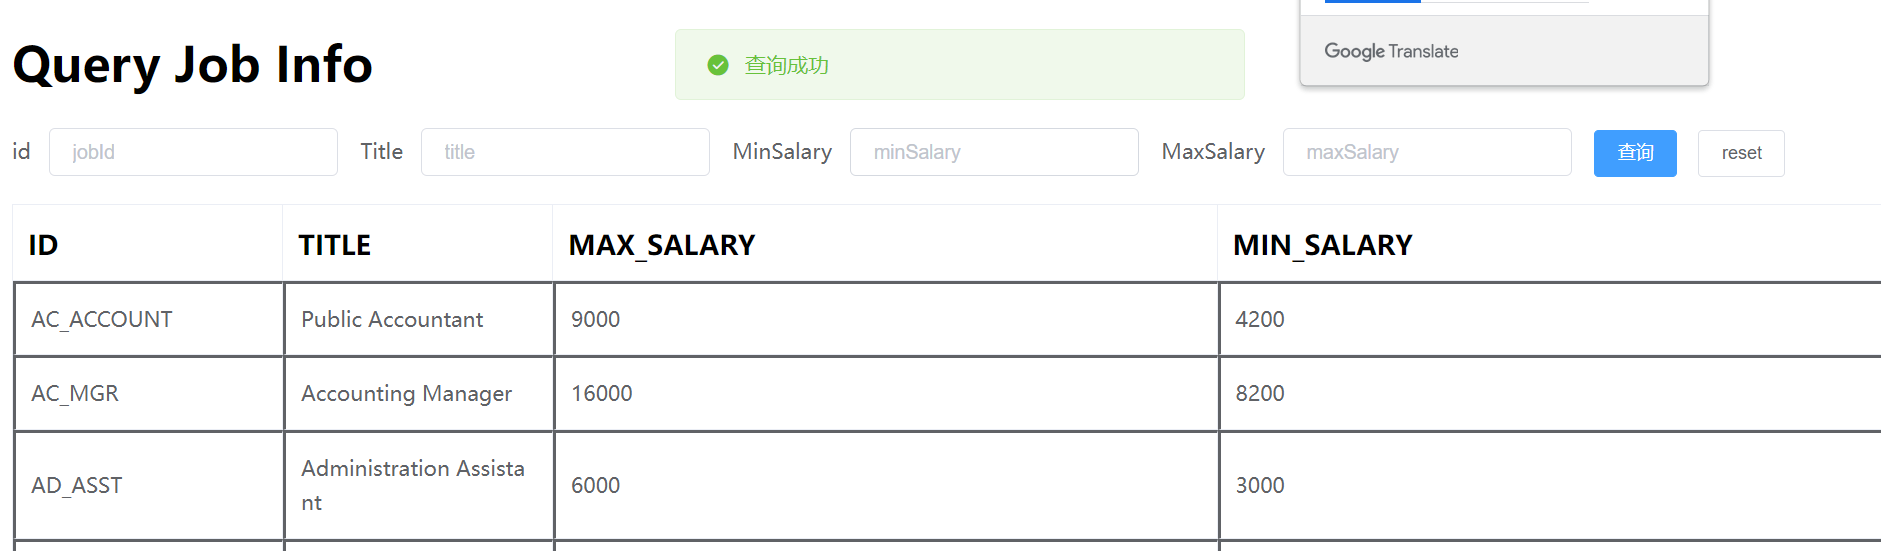 Google Translate
Query Job Info
查询成功
id jobId Title title MinSalary minSalary MaxSalary maxSalary 查询 reset
ID TITLE MAX_SALARY MIN_SALARY
AC_ACCOUNT Public Accountant 9000 4200
AC_MGR Accounting Manager 16000 8200
AD_ASST Administration Assista 6000 3000
nt